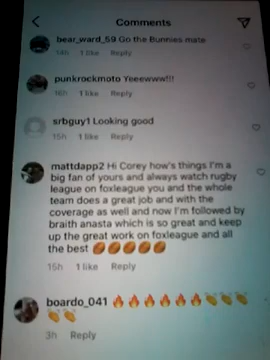 Comments
bear_ward_59 Go the Bunnies mate
14h 1 like Reply
punkrockmoto Yeewww!!!
16h 1 like Reply
srbguy1 Looking good
15h 1 like Reply
mattdapp2 Hi Corey how's things I'm a
big fan of yours and always watch rugby
league on foxleague you and the whole
team does a great job and with the
coverage as well and now I'm followed by
braith anasta which is so great and keep
up the great work on foxleague and all
the best 🏉🏉🏉🏉🏉
15h 1 like Reply
boardo_041 🔥🔥🔥🔥🔥🔥👏👏👏
👏👏
3h Reply